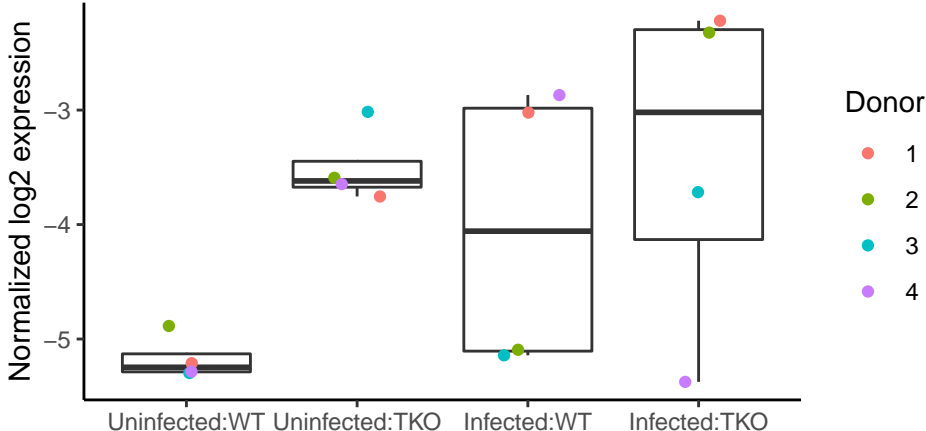 Normalized log2 expression
−3
−4
−5
Uninfected:WT
Uninfected:TKO
Infected:WT
Infected:TKO
Donor
1
2
3
4